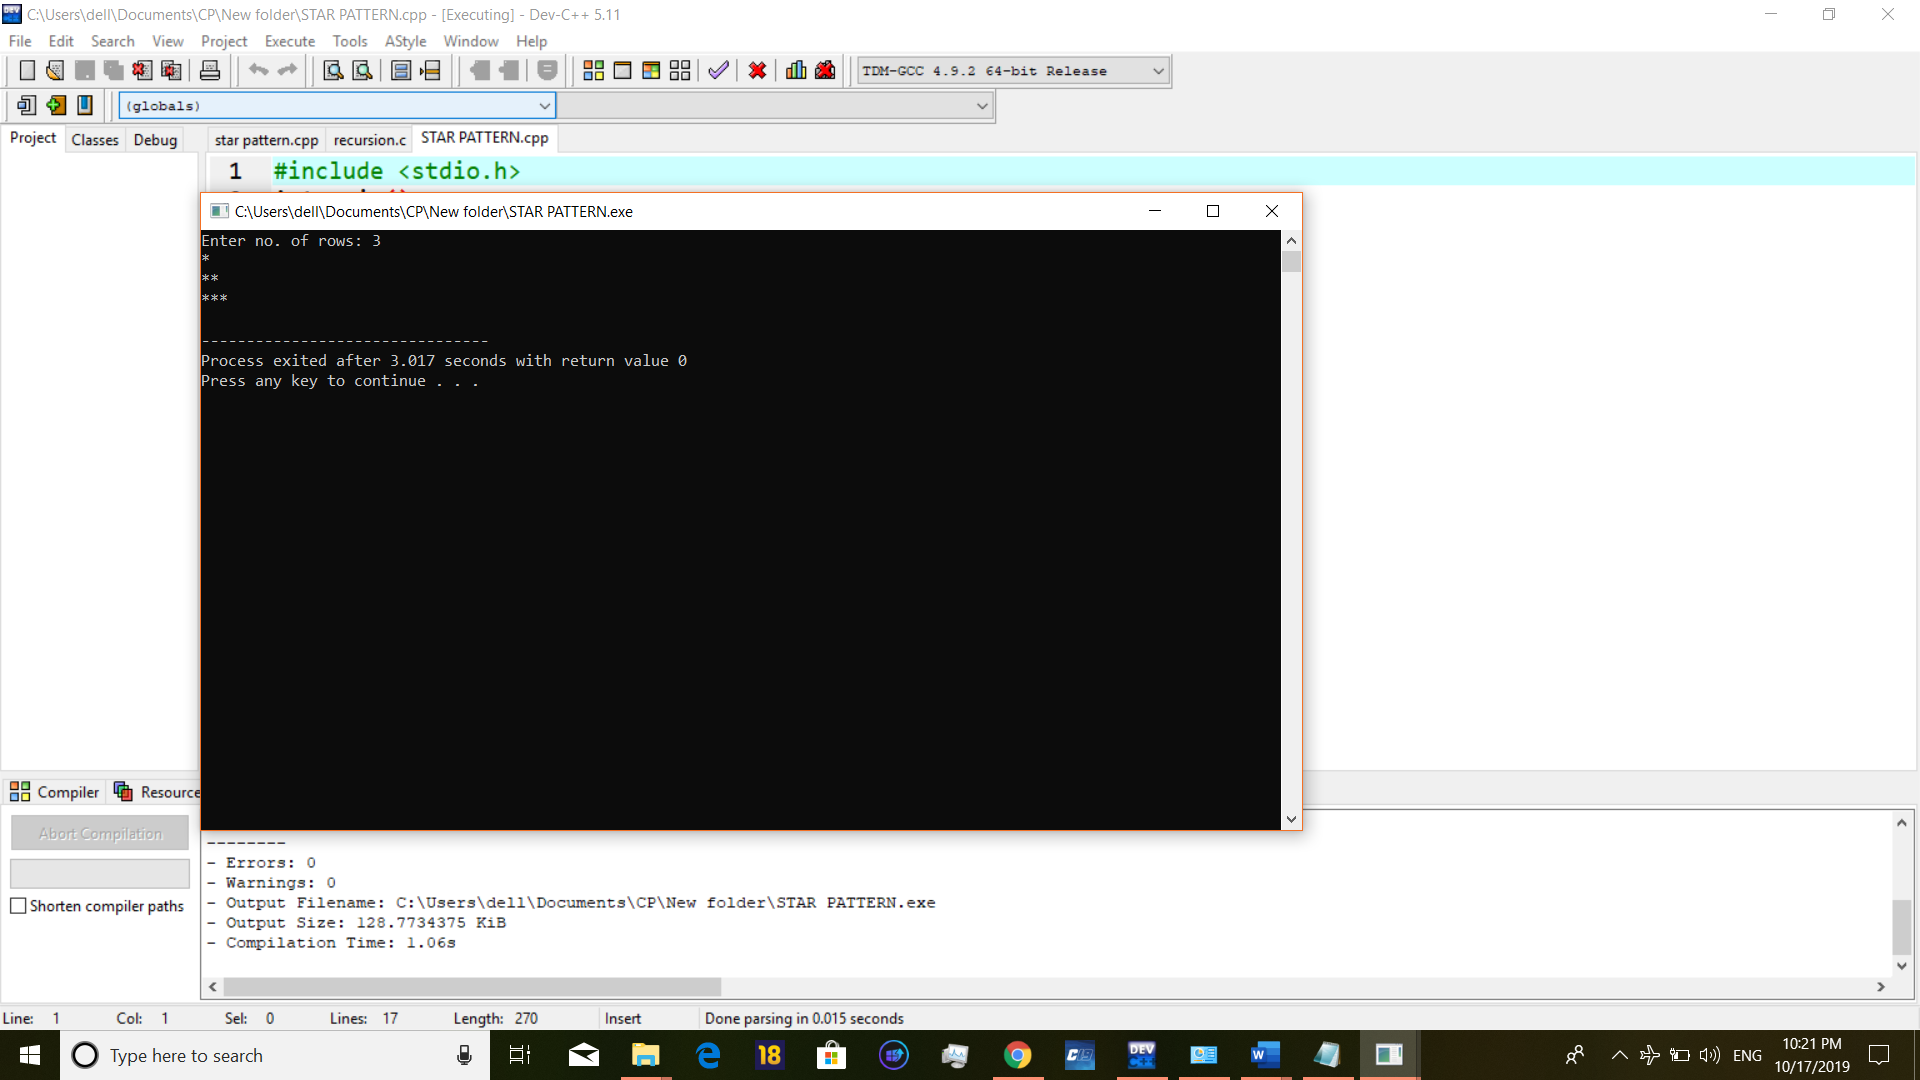 C:\Users\dell\Documents\CP\New folder\STAR PATTERN.cpp - [Executing] - Dev-C++ 5.11
File Edit Search View Project Execute Tools AStyle Window Help
TDM-GCC 4.9.2 64-bit Release
(globals)
Project Classes Debug star pattern.cpp recursion.c STAR PATTERN.cpp
1 #include <stdio.h>
C:\Users\dell\Documents\CP\New folder\STAR PATTERN.exe
Enter no. of rows: 3
*
**
***
--------------------------------
Process exited after 3.017 seconds with return value 0
Press any key to continue . . .
Compiler Resource
Abort Compilation
Shorten compiler paths
--------
- Errors: 0
- Warnings: 0
- Output Filename: C:\Users\dell\Documents\CP\New folder\STAR PATTERN.exe
- Output Size: 128.7734375 KiB
- Compilation Time: 1.06s
Line: 1 Col: 1 Sel: 0 Lines: 17 Length: 270 Insert Done parsing in 0.015 seconds
Type here to search
18
DEV
W
ENG
10:21 PM
10/17/2019